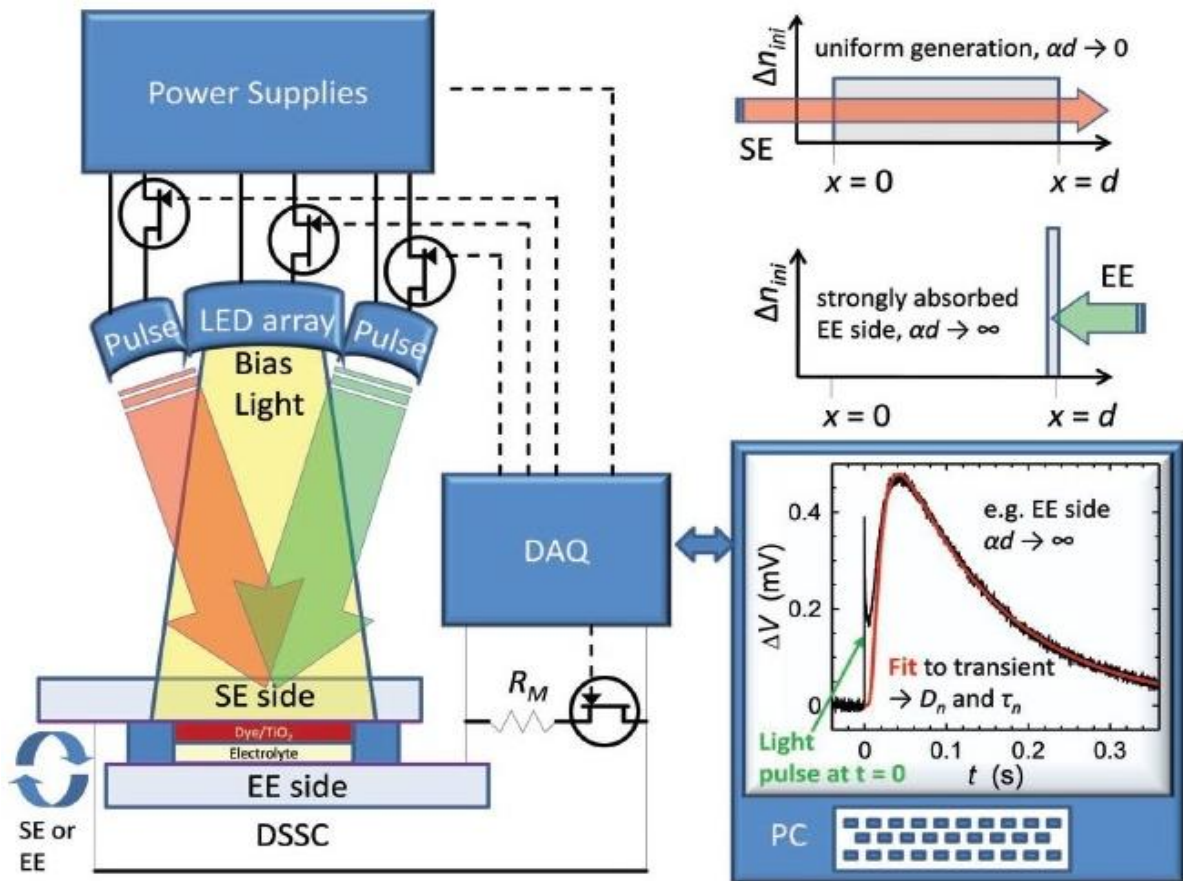 Power Supplies
Pulse
LED array
Pulse
Bias
Light
DAQ
R_M
SE side
Dye/TiO₂
Electrolyte
EE side
SE or
EE
DSSC
Δn_ini
uniform generation, αd → 0
SE
x = 0
x = d
Δn_ini
strongly absorbed
EE side, αd → ∞
EE
x = 0
x = d
ΔV (mV)
0.4
0.2
0
e.g. EE side
αd → ∞
Fit to transient
→ D_n and τ_n
Light
pulse at t = 0
0
0.1
0.2
0.3
t (s)
PC